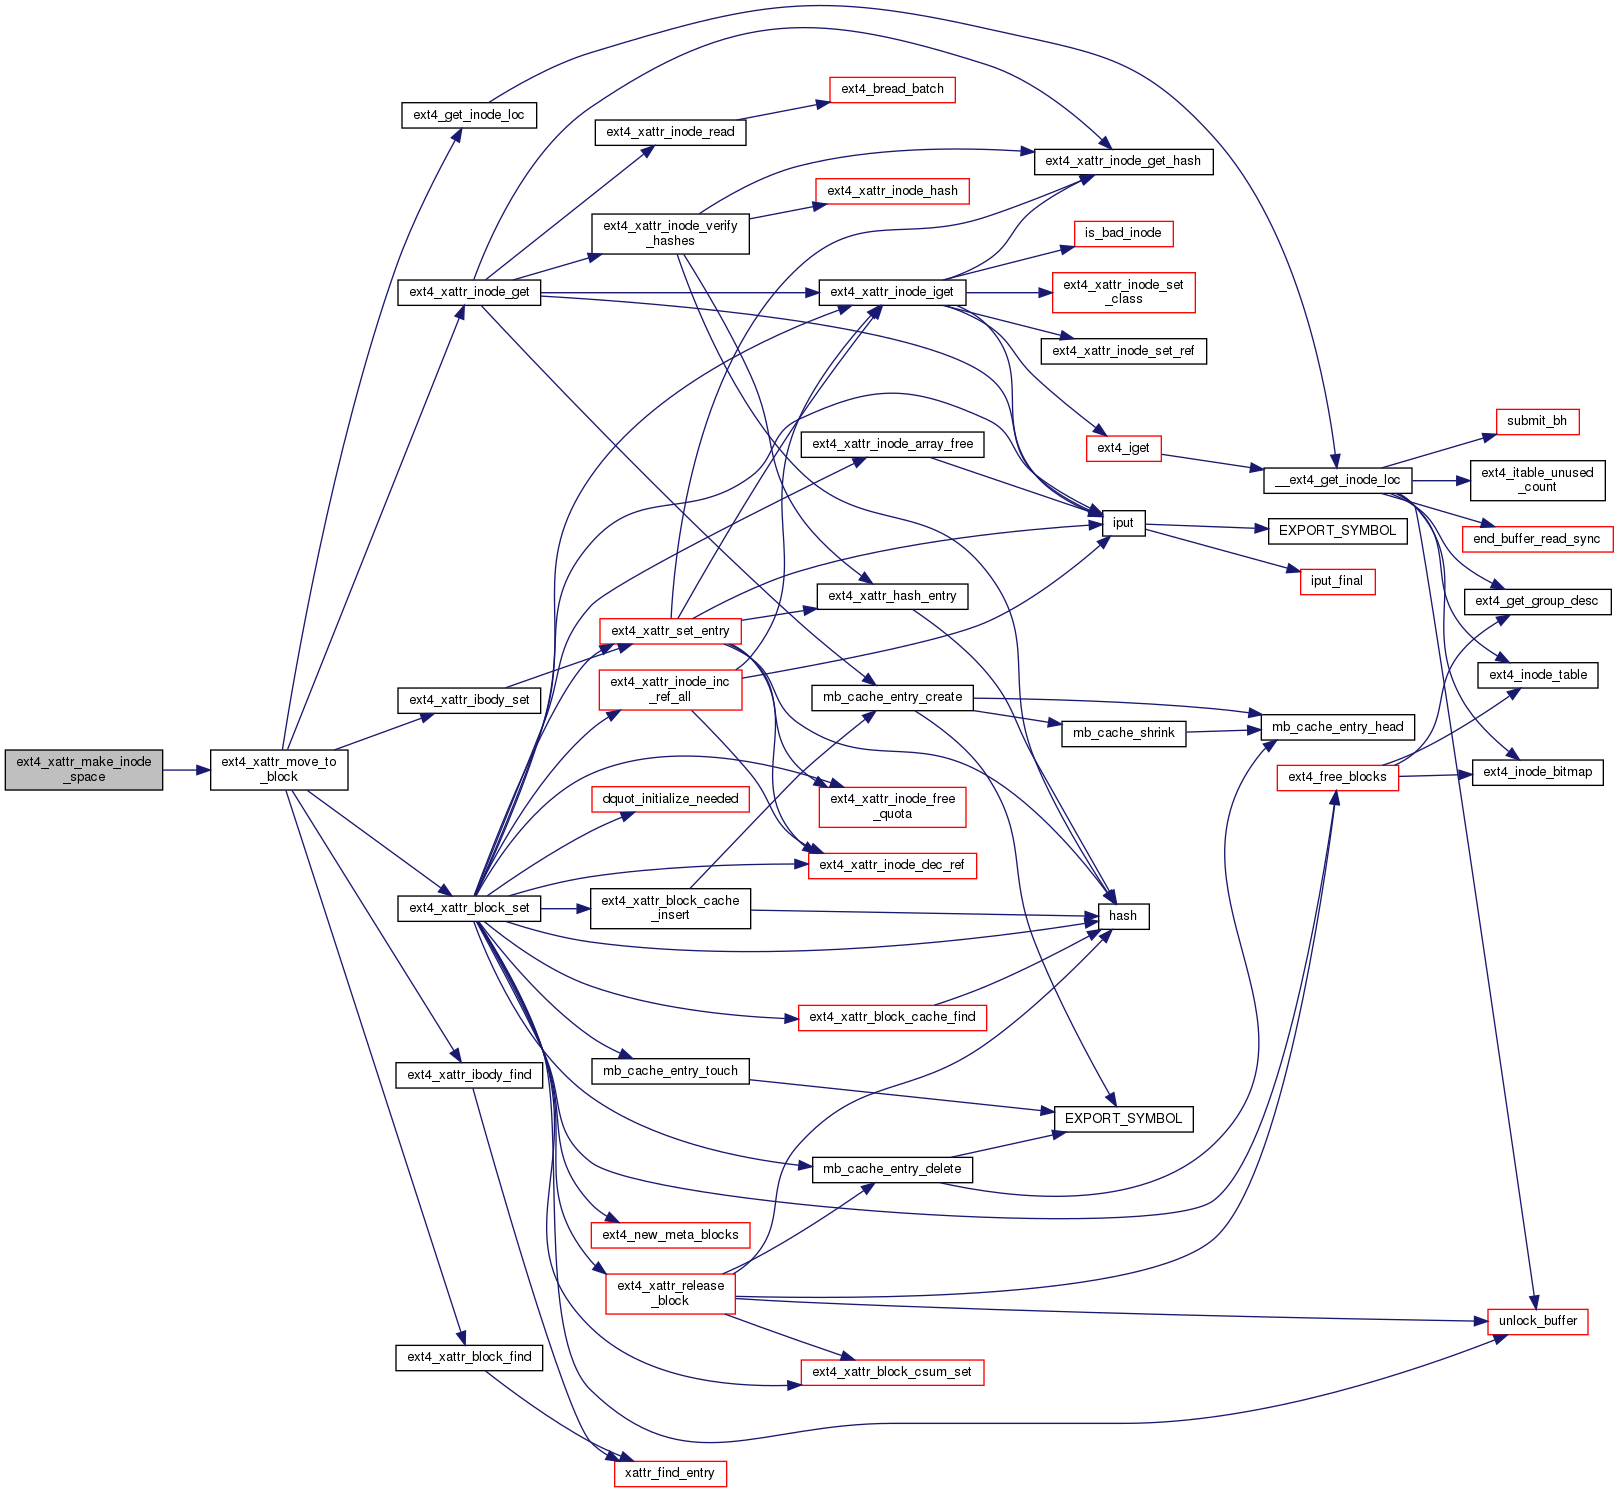 ext4_xattr_make_inode
_space
ext4_xattr_move_to
_block
ext4_get_inode_loc
ext4_xattr_inode_get
ext4_xattr_ibody_set
ext4_xattr_block_set
ext4_xattr_ibody_find
ext4_xattr_block_find
ext4_xattr_inode_read
ext4_xattr_inode_verify
_hashes
ext4_xattr_set_entry
ext4_xattr_inode_inc
_ref_all
dquot_initialize_needed
ext4_xattr_block_cache
_insert
mb_cache_entry_touch
ext4_new_meta_blocks
ext4_xattr_release
_block
xattr_find_entry
ext4_bread_batch
ext4_xattr_inode_hash
ext4_xattr_inode_iget
ext4_xattr_inode_array_free
ext4_xattr_hash_entry
mb_cache_entry_create
ext4_xattr_inode_free
_quota
ext4_xattr_inode_dec_ref
ext4_xattr_block_cache_find
mb_cache_entry_delete
ext4_xattr_block_csum_set
ext4_xattr_inode_get_hash
is_bad_inode
ext4_xattr_inode_set
_class
ext4_xattr_inode_set_ref
ext4_iget
iput
mb_cache_shrink
hash
EXPORT_SYMBOL
__ext4_get_inode_loc
EXPORT_SYMBOL
iput_final
mb_cache_entry_head
ext4_free_blocks
submit_bh
ext4_itable_unused
_count
end_buffer_read_sync
ext4_get_group_desc
ext4_inode_table
ext4_inode_bitmap
unlock_buffer